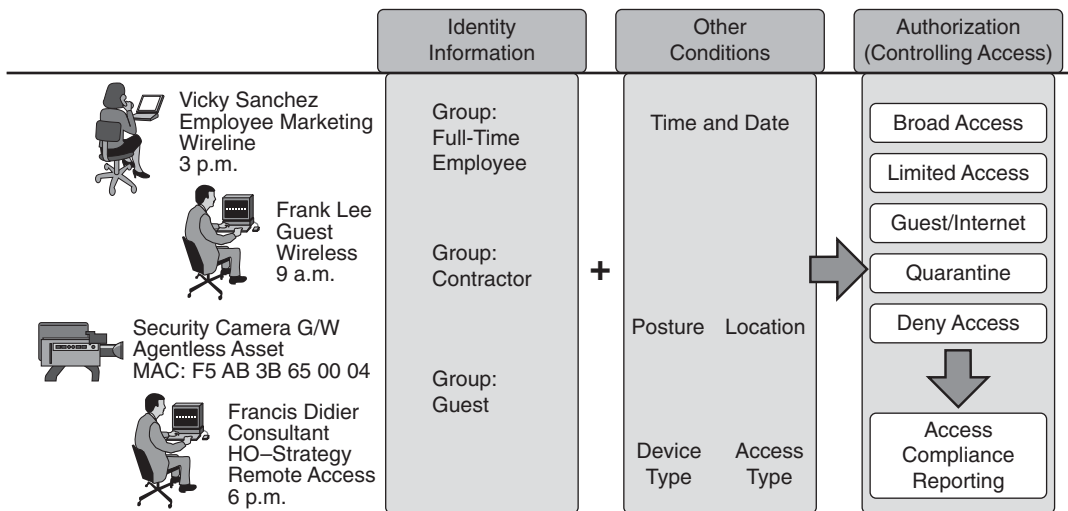 Identity
Information
Other
Conditions
Authorization
(Controlling Access)
Vicky Sanchez
Employee Marketing
Wireline
3 p.m.
Frank Lee
Guest
Wireless
9 a.m.
Security Camera G/W
Agentless Asset
MAC: F5 AB 3B 65 00 04
Francis Didier
Consultant
HO–Strategy
Remote Access
6 p.m.
Group:
Full-Time
Employee
Group:
Contractor
Group:
Guest
+
Time and Date
Posture
Location
Device
Type
Access
Type
Broad Access
Limited Access
Guest/Internet
Quarantine
Deny Access
Access
Compliance
Reporting